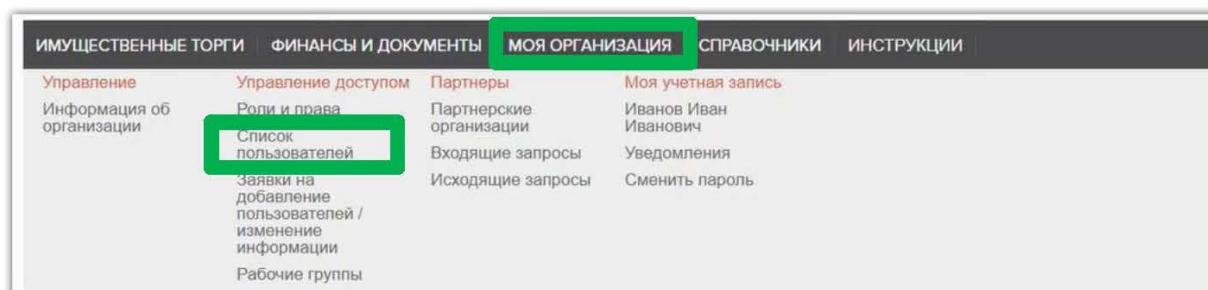 ИМУЩЕСТВЕННЫЕ ТОРГИ ФИНАНСЫ И ДОКУМЕНТЫ МОЯ ОРГАНИЗАЦИЯ СПРАВОЧНИКИ ИНСТРУКЦИИ
Управление
Информация об
организации
Управление доступом
Роли и права
Список
пользователей
Заявки на
добавление
пользователей /
изменение
информации
Рабочие группы
Партнеры
Партнерские
организации
Входящие запросы
Исходящие запросы
Моя учетная запись
Иванов Иван
Иванович
Уведомления
Сменить пароль